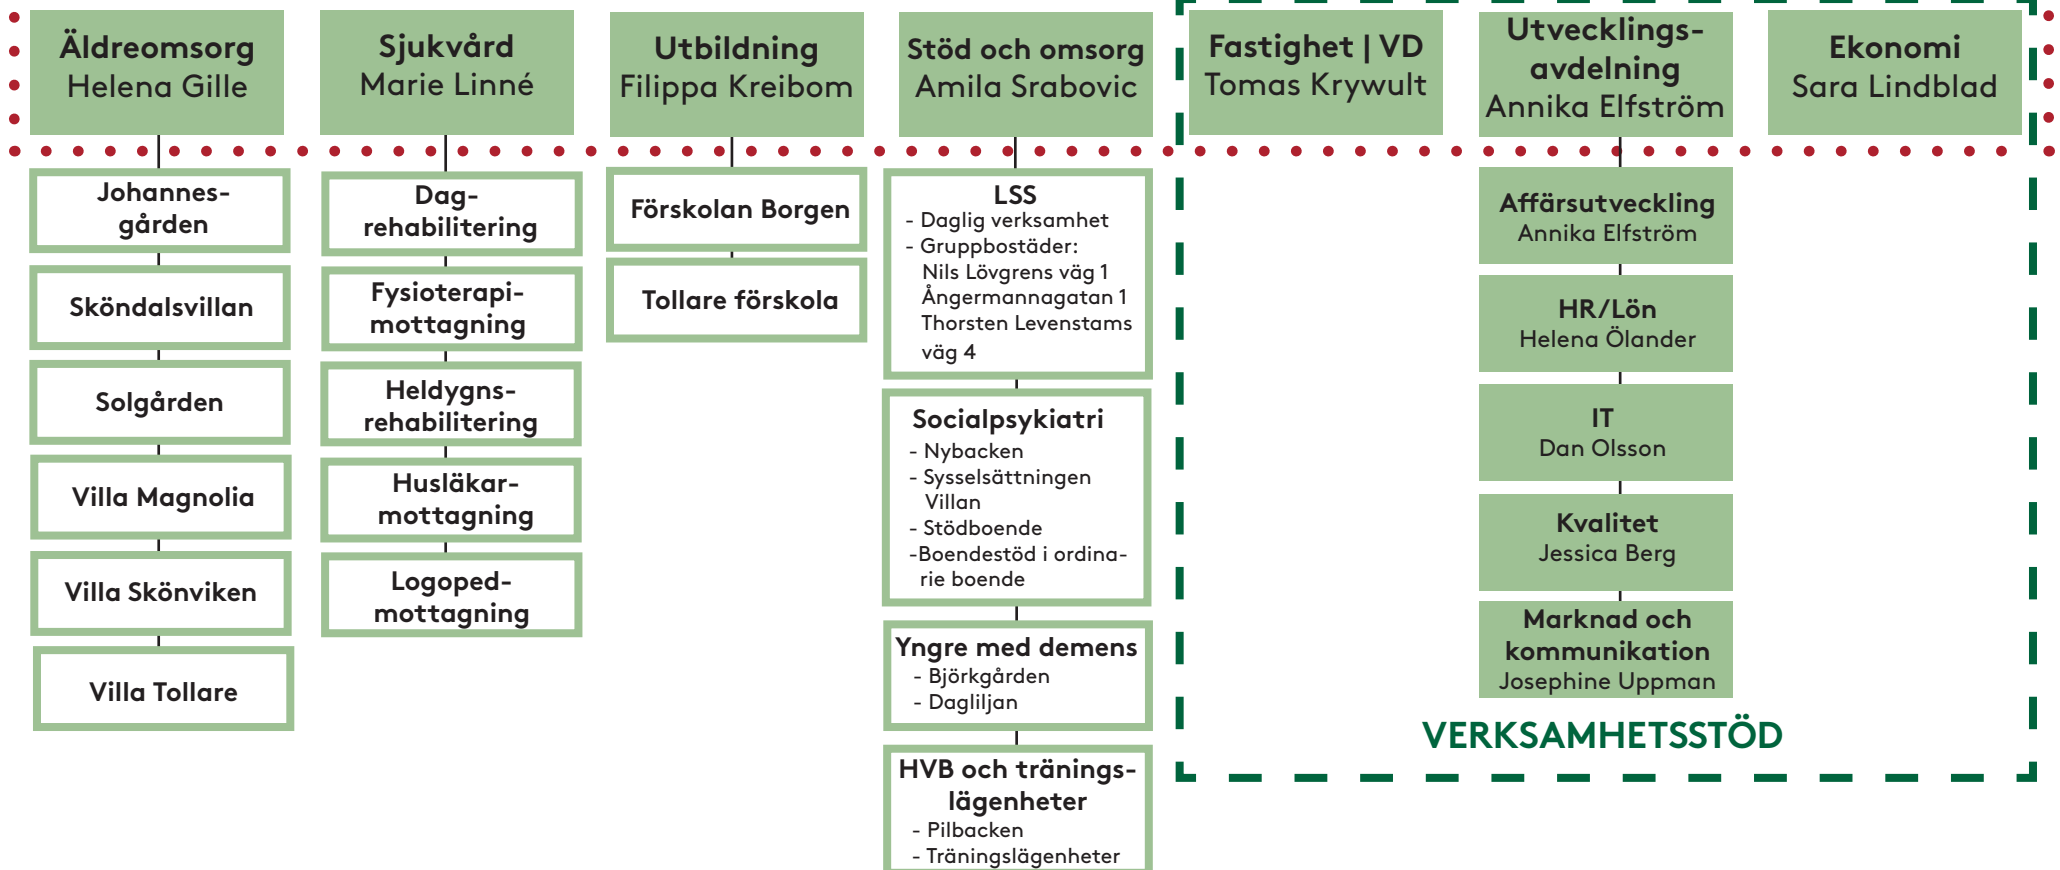 Äldreomsorg
Helena Gille
Sjukvård
Marie Linné
Utbildning
Filippa Kreibom
Stöd och omsorg
Amila Srabovic
Fastighet | VD
Tomas Krywult
Utvecklings-
avdelning
Annika Elfström
Ekonomi
Sara Lindblad
Johannes-
gården
Sköndalsvillan
Solgården
Villa Magnolia
Villa Skönviken
Villa Tollare
Dag-
rehabilitering
Fysioterapi-
mottagning
Heldygns-
rehabilitering
Husläkar-
mottagning
Logoped-
mottagning
Förskolan Borgen
Tollare förskola
LSS
- Daglig verksamhet
- Gruppbostäder:
Nils Lövgrens väg 1
Ångermannagatan 1
Thorsten Levenstams
väg 4
Socialpsykiatri
- Nybacken
- Sysselsättningen
Villan
- Stödboende
-Boendestöd i ordina-
rie boende
Yngre med demens
- Björkgården
- Dagliljan
HVB och tränings-
lägenheter
- Pilbacken
- Träningslägenheter
Affärsutveckling
Annika Elfström
HR/Lön
Helena Ölander
IT
Dan Olsson
Kvalitet
Jessica Berg
Marknad och
kommunikation
Josephine Uppman
VERKSAMHETSSTÖD